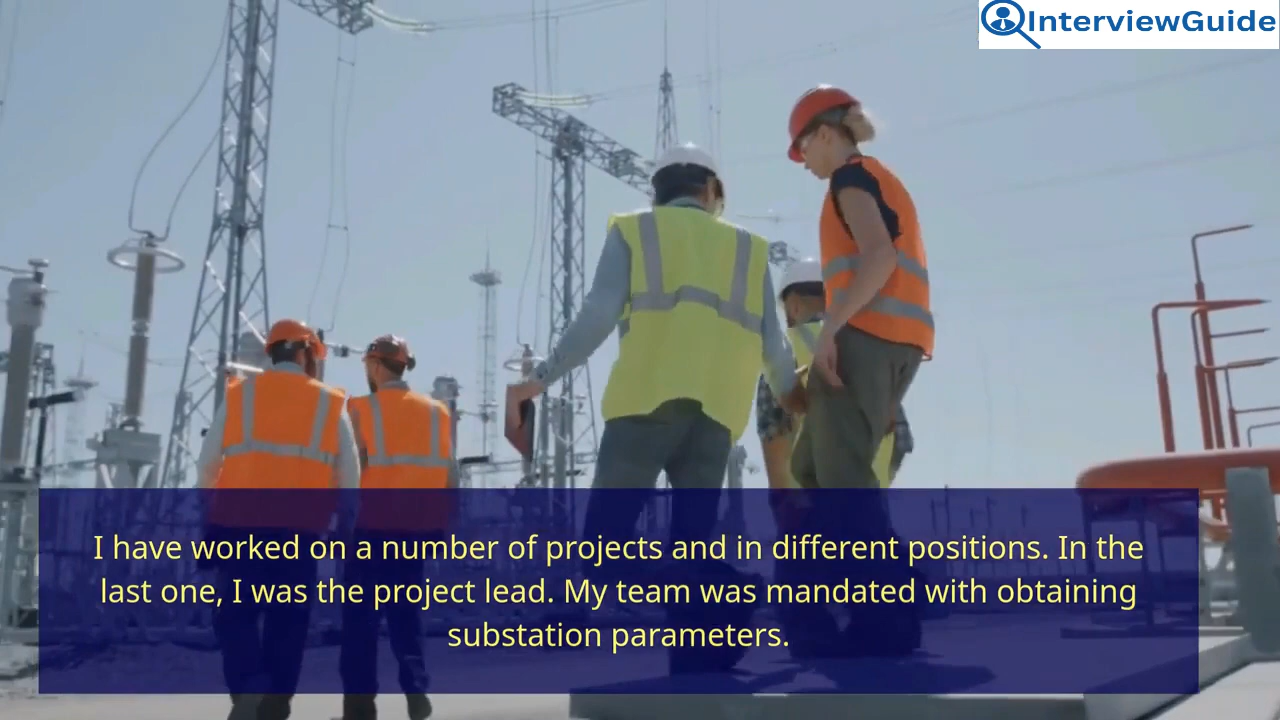 InterviewGuide
I have worked on a number of projects and in different positions. In the
last one, I was the project lead. My team was mandated with obtaining
substation parameters.